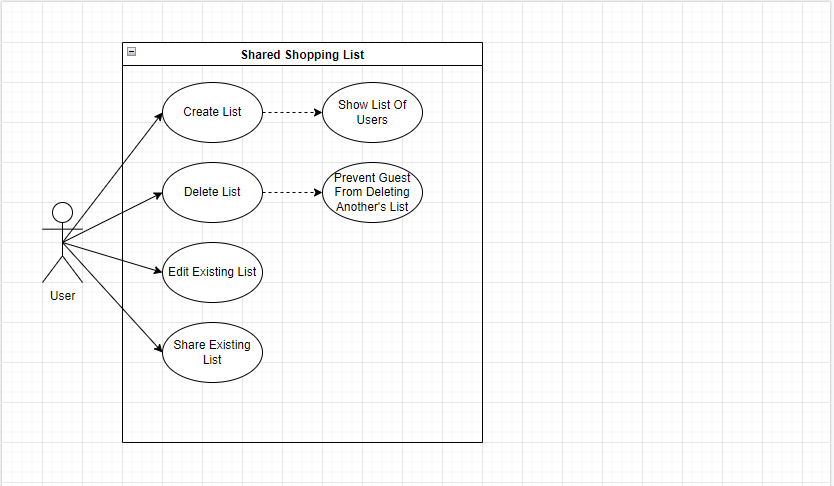 Shared Shopping List
Create List
Show List Of
Users
Delete List
Prevent Guest
From Deleting
Another's List
Edit Existing List
User
Share Existing
List